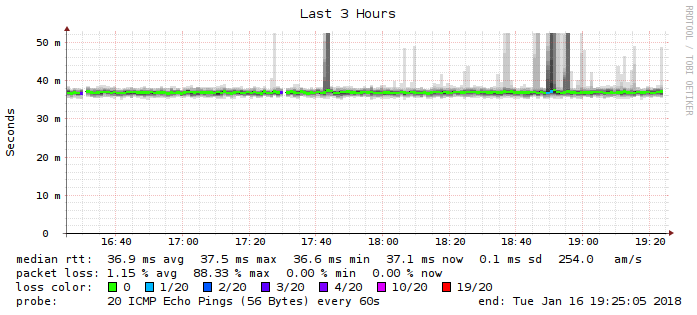 Last 3 Hours
RRDTOOL / TOBI OETIKER
Seconds
50 m
40 m
30 m
20 m
10 m
0
16:40 17:00 17:20 17:40 18:00 18:20 18:40 19:00 19:20
median rtt: 36.9 ms avg 37.5 ms max 36.6 ms min 37.1 ms now 0.1 ms sd 254.0 am/s
packet loss: 1.15 % avg 88.33 % max 0.00 % min 0.00 % now
loss color: 0 1/20 2/20 3/20 4/20 10/20 19/20
probe: 20 ICMP Echo Pings (56 Bytes) every 60s end: Tue Jan 16 19:25:05 2018